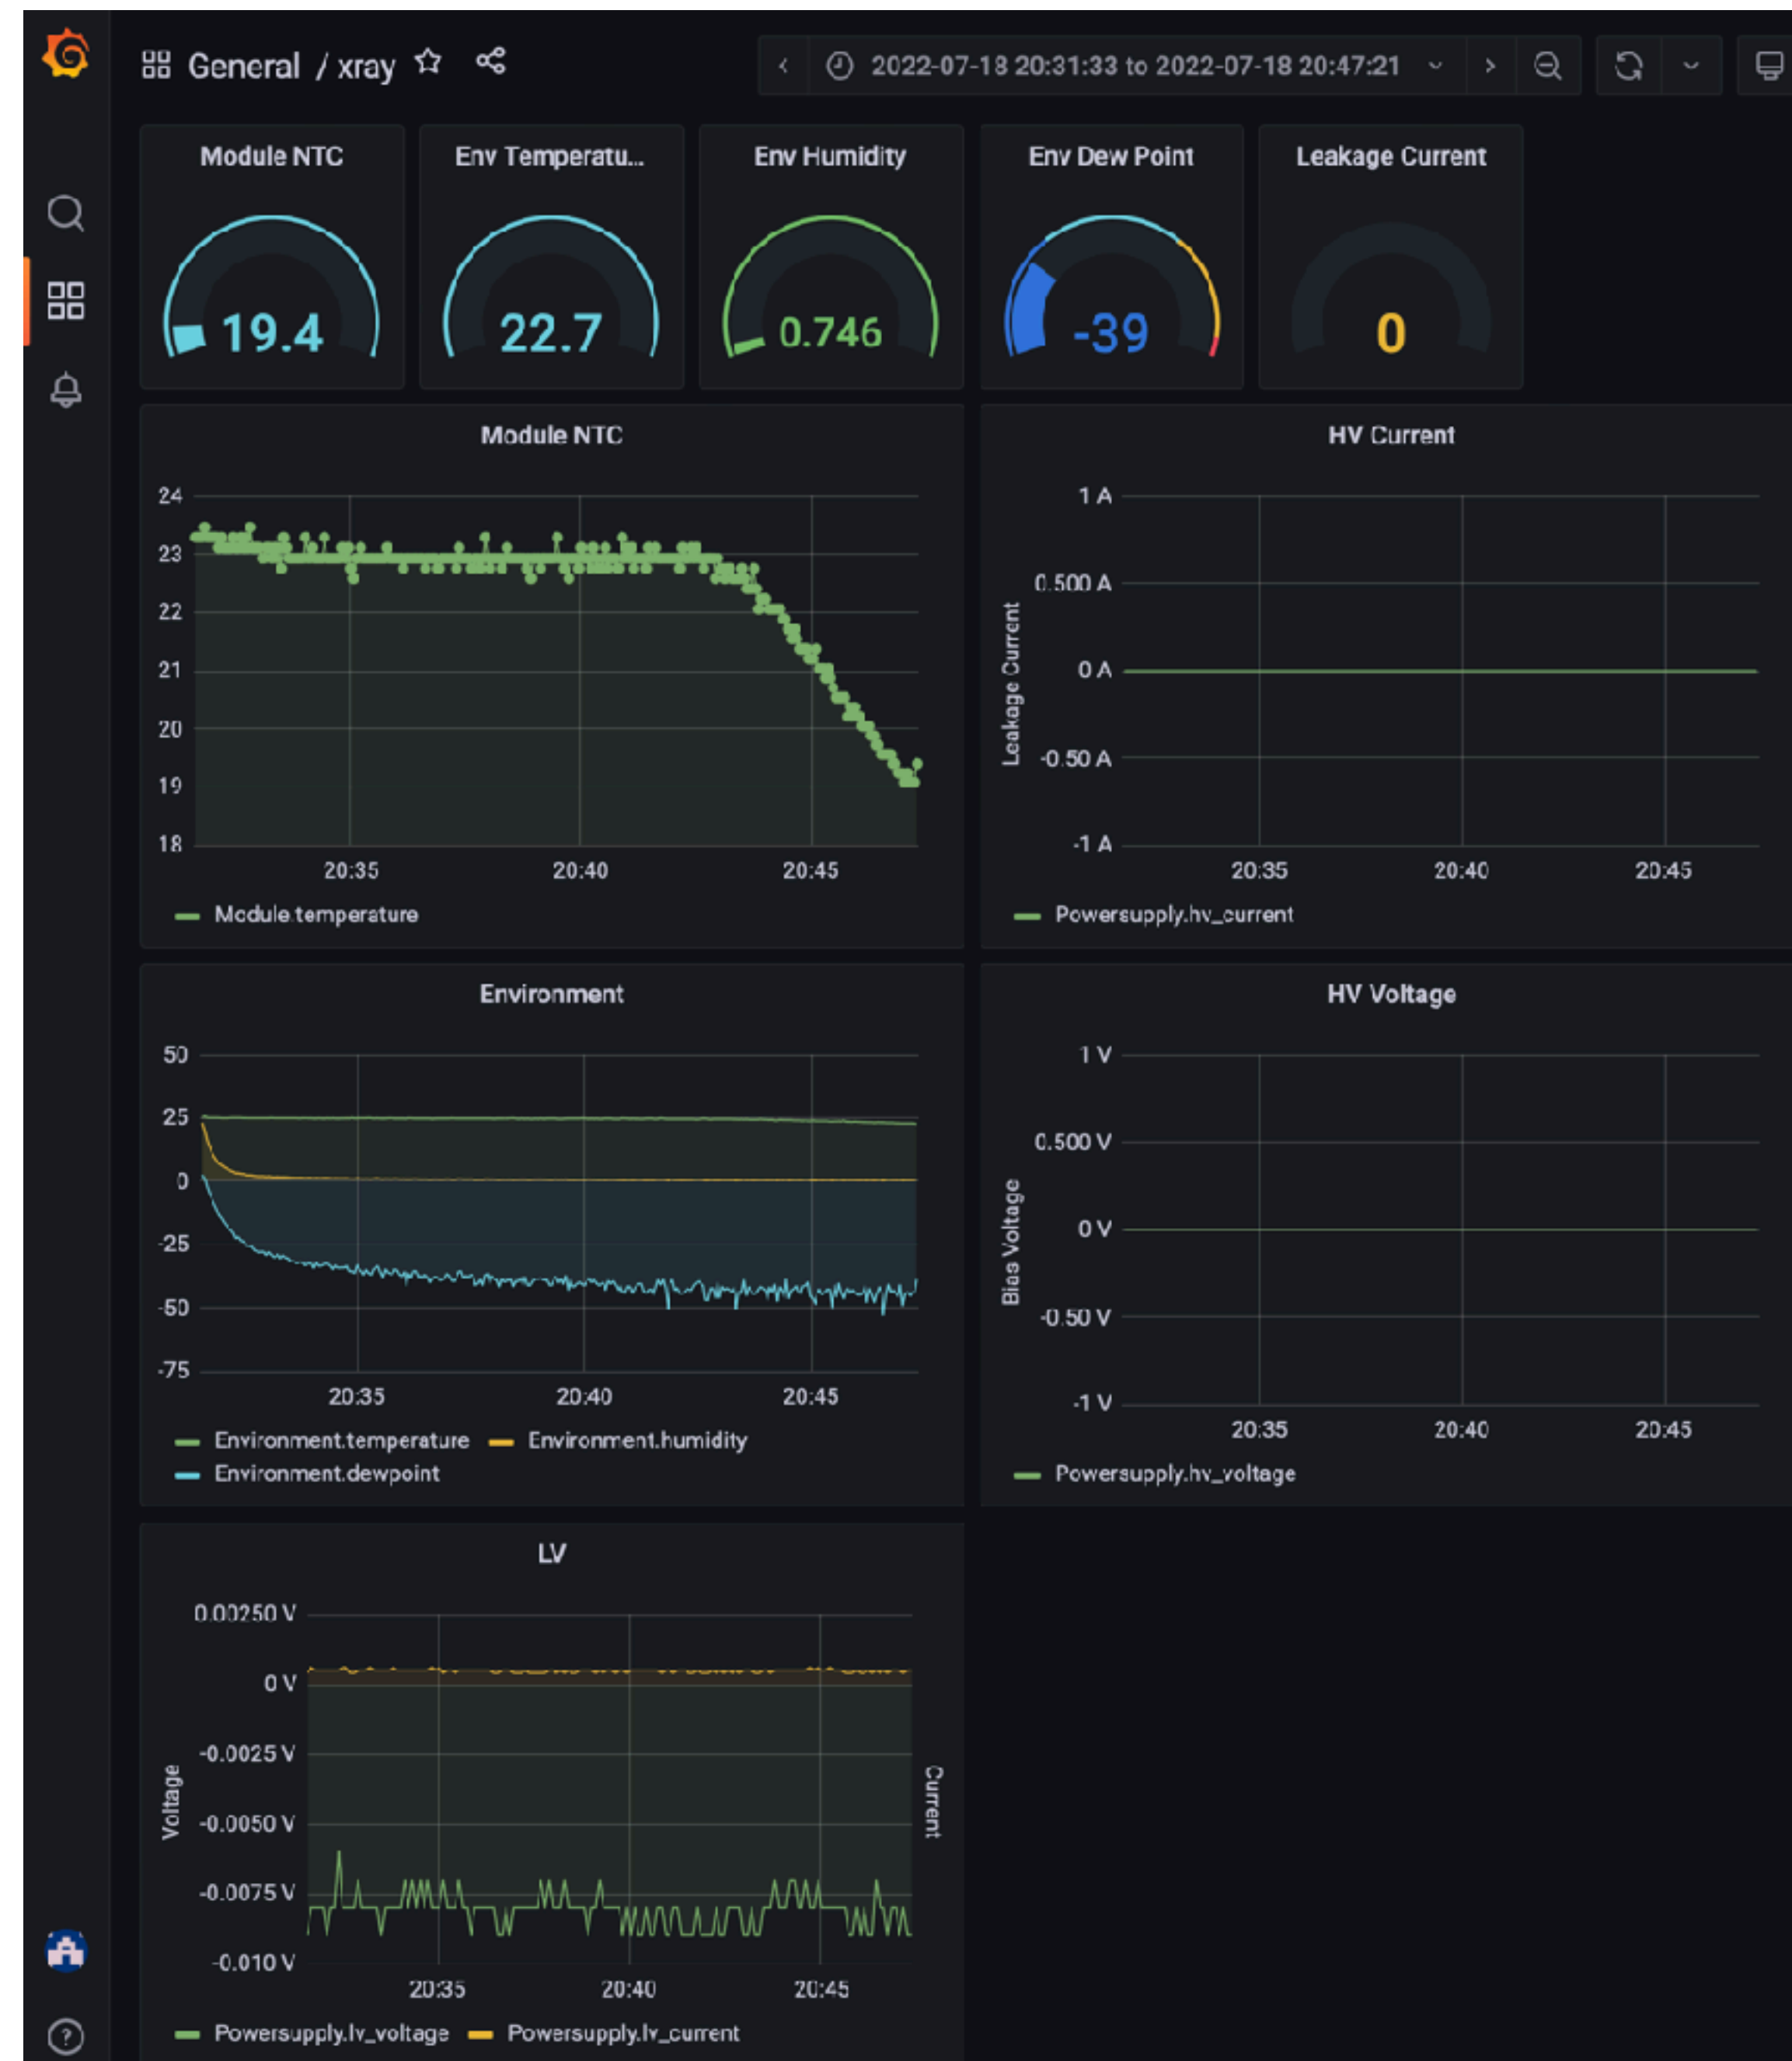 General / xray
2022-07-18 20:31:33 to 2022-07-18 20:47:21
Module NTC
Env Temperatu...
Env Humidity
Env Dew Point
Leakage Current
19.4
22.7
0.746
-39
0
Module NTC
24
23
22
21
20
19
18
20:35 20:40 20:45
Module.temperature
HV Current
Leakage Current
1 A
0.500 A
0 A
-0.50 A
-1 A
20:35 20:40 20:45
Powersupply.hv_current
Environment
50
25
0
-25
-50
-75
20:35 20:40 20:45
Environment.temperature Environment.humidity
Environment.dewpoint
HV Voltage
Bias Voltage
1 V
0.500 V
0 V
-0.50 V
-1 V
20:35 20:40 20:45
Powersupply.hv_voltage
LV
Voltage
0.00250 V
0 V
-0.0025 V
-0.0050 V
-0.0075 V
-0.010 V
Current
20:35 20:40 20:45
Powersupply.lv_voltage Powersupply.lv_current